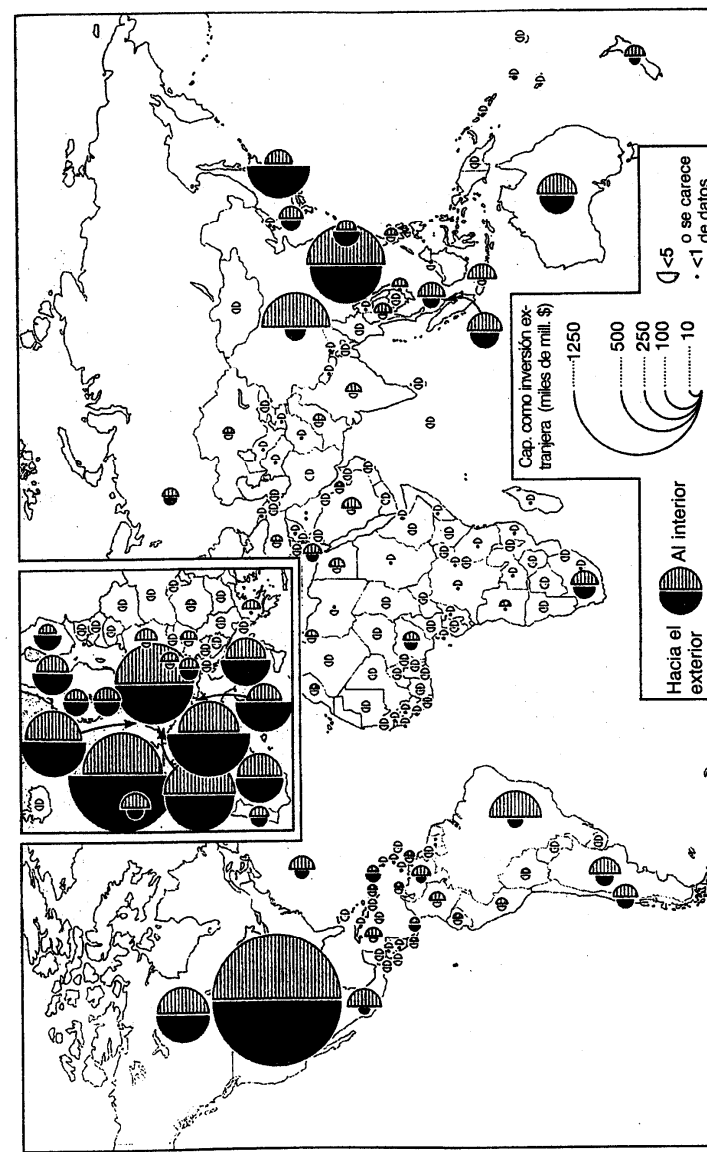 Cap. como inversión ex-
tranjera (miles de mill. $)
1250
500
250
100
10
<5
• <1 o se carece
de datos
Hacia el
exterior
Al interior